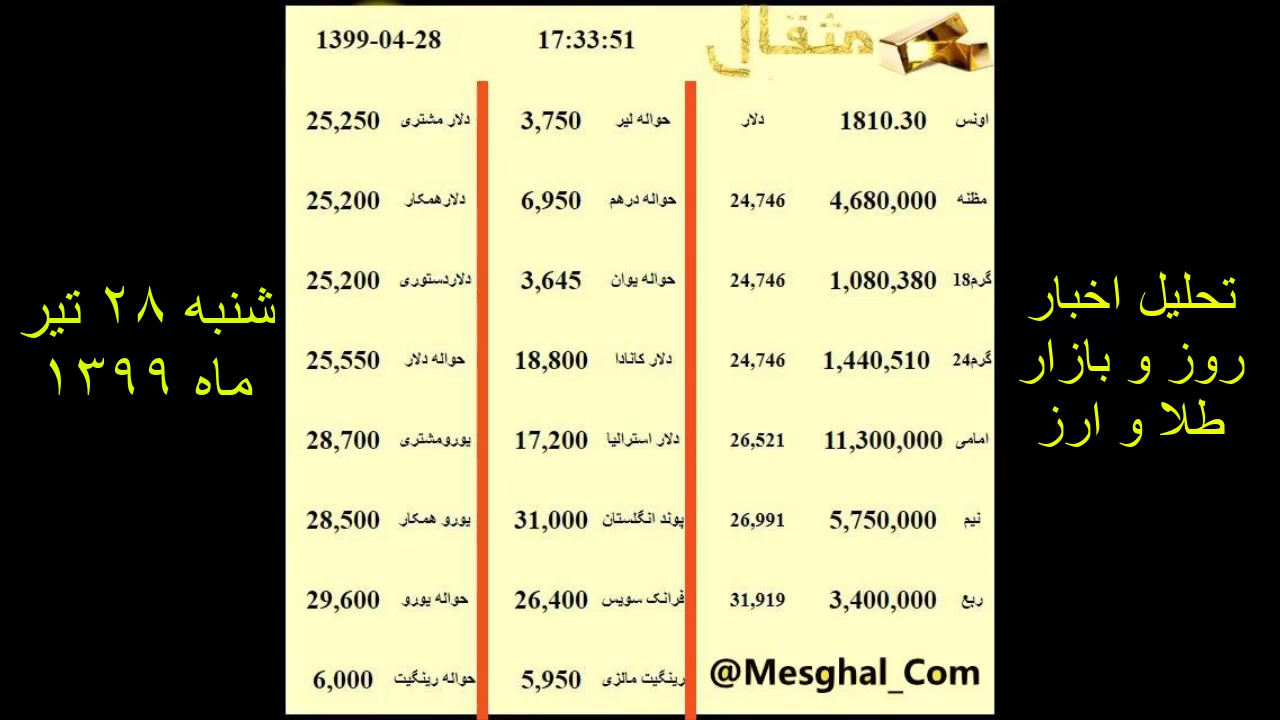 مثقال
17:33:51
1399-04-28
اونس 1810.30 دلار
مظنه 4,680,000 24,746
گرم18 1,080,380 24,746
گرم24 1,440,510 24,746
امامی 11,300,000 26,521
نیم 5,750,000 26,991
ربع 3,400,000 31,919
@Mesghal_Com
حواله لیر 3,750
حواله درهم 6,950
حواله یوان 3,645
دلار کانادا 18,800
دلار استرالیا 17,200
پوند انگلستان 31,000
فرانک سویس 26,400
رینگیت مالزی 5,950
دلار مشتری 25,250
دلارهمکار 25,200
دلاردستوری 25,200
حواله دلار 25,550
یورومشتری 28,700
یورو همکار 28,500
حواله یورو 29,600
حواله رینگیت 6,000
تحلیل اخبار
روز و بازار
طلا و ارز
شنبه ۲۸ تیر
ماه ۱۳۹۹